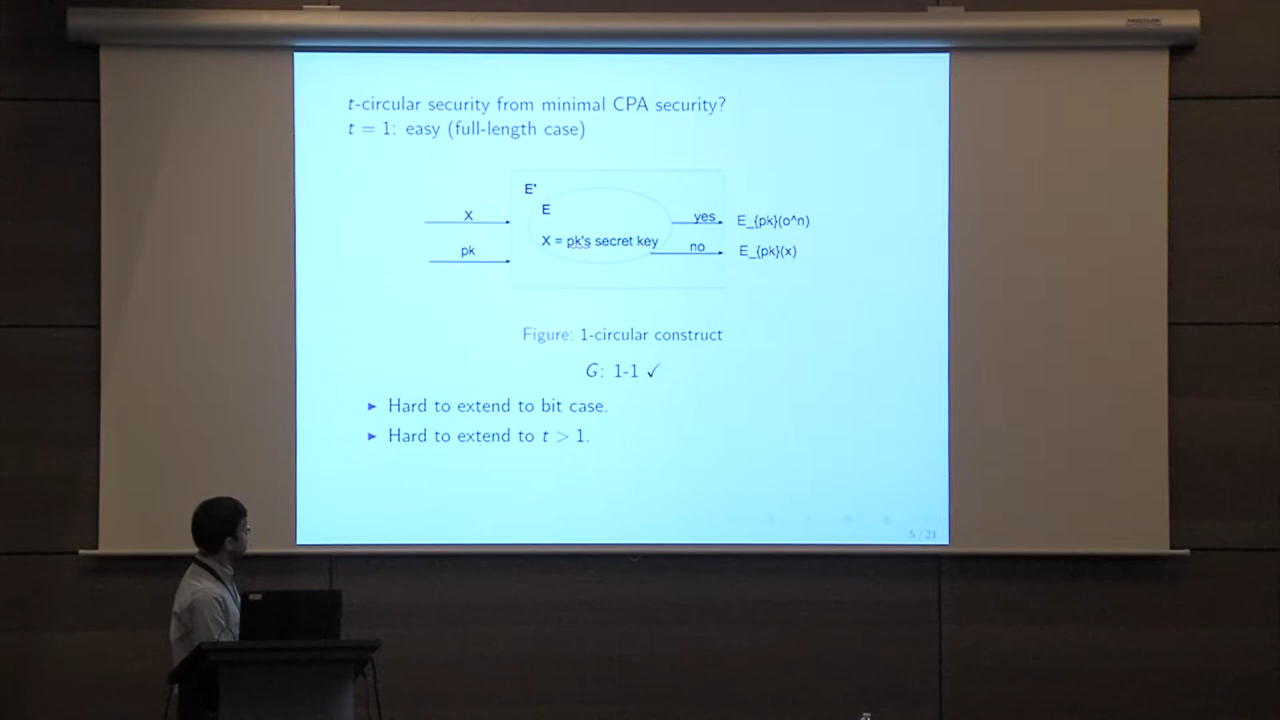 t-circular security from minimal CPA security?
t = 1: easy (full-length case)
E'
E
X
X = pk's secret key
pk
yes
no
E_{pk}(o^n)
E_{pk}(x)
Figure: 1-circular construct
G: 1-1 ✓
► Hard to extend to bit case.
► Hard to extend to t > 1.
5 / 21